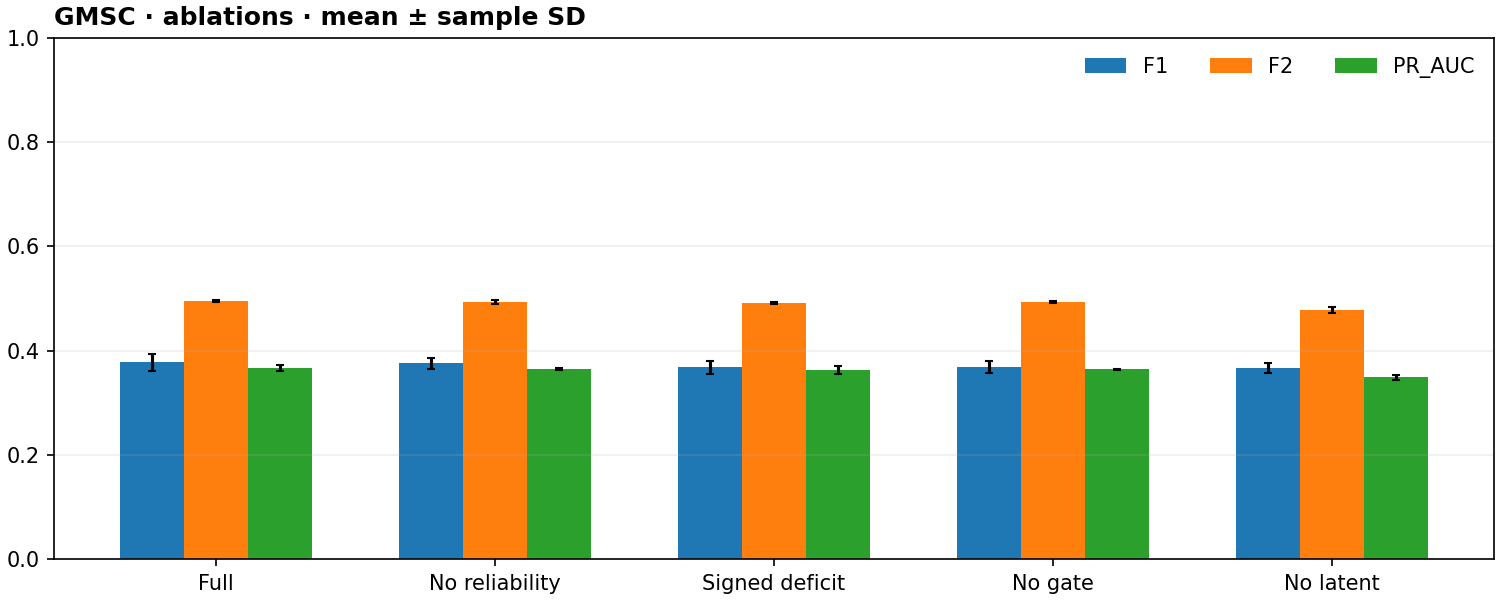 GMSC · ablations · mean ± sample SD
1.0
F1 F2 PR_AUC
0.8
0.6
0.4
0.2
0.0
Full No reliability Signed deficit No gate No latent